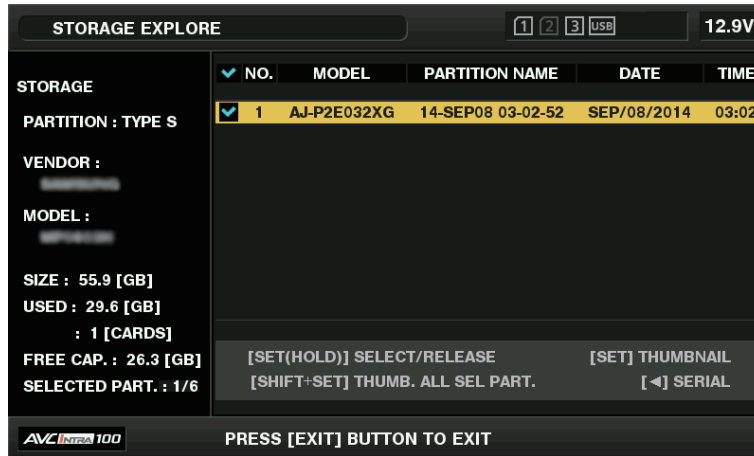 STORAGE EXPLORE
1 2 3 USB
12.9V
STORAGE
PARTITION : TYPE S
VENDOR :
MODEL :
SIZE : 55.9 [GB]
USED : 29.6 [GB]
: 1 [CARDS]
FREE CAP. : 26.3 [GB]
SELECTED PART. : 1/6
NO. MODEL PARTITION NAME DATE TIME
1 AJ-P2E032XG 14-SEP08 03-02-52 SEP/08/2014 03:02
[SET(HOLD)] SELECT/RELEASE [SET] THUMBNAIL
[SHIFT+SET] THUMB. ALL SEL PART. [◄] SERIAL
AVC INTRA 100
PRESS [EXIT] BUTTON TO EXIT